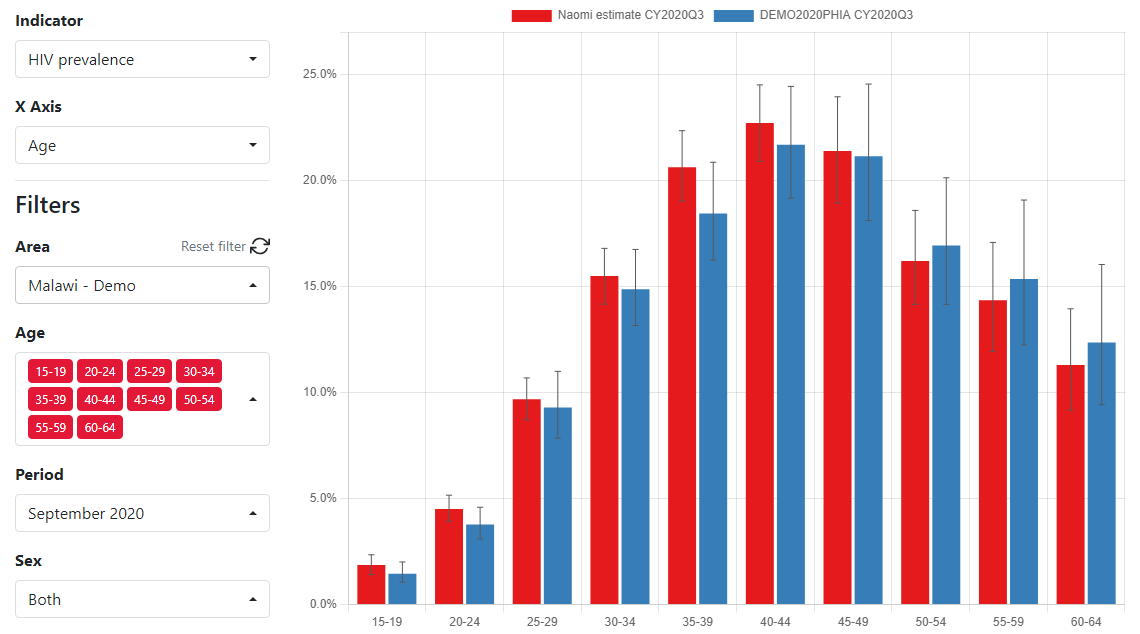 Indicator
HIV prevalence
X Axis
Age
Filters
Area Reset filter
Malawi - Demo
Age
15-19 20-24 25-29 30-34
35-39 40-44 45-49 50-54
55-59 60-64
Period
September 2020
Sex
Both
Naomi estimate CY2020Q3 DEMO2020PHIA CY2020Q3
25.0%
20.0%
15.0%
10.0%
5.0%
0.0%
15-19 20-24 25-29 30-34 35-39 40-44 45-49 50-54 55-59 60-64